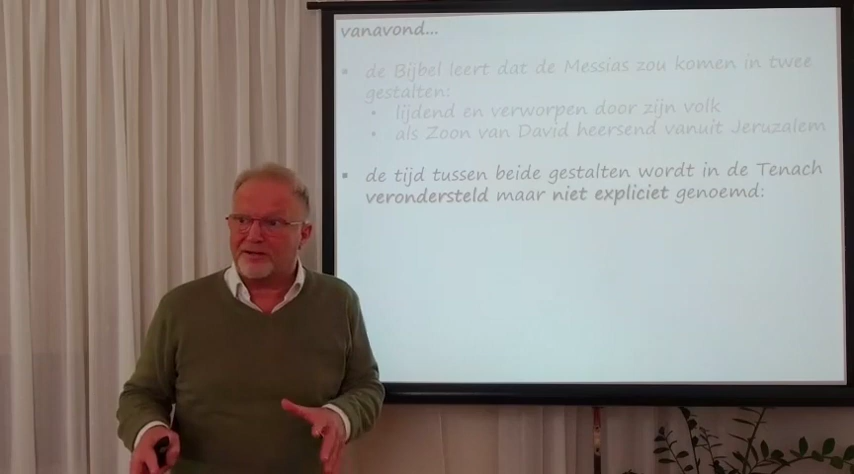 vanavond...
▪ de Bijbel leert dat de Messias zou komen in twee
gestalten:
• lijdend en verworpen door zijn volk
• als Zoon van David heersend vanuit Jeruzalem
▪ de tijd tussen beide gestalten wordt in de Tenach
verondersteld maar niet expliciet genoemd: